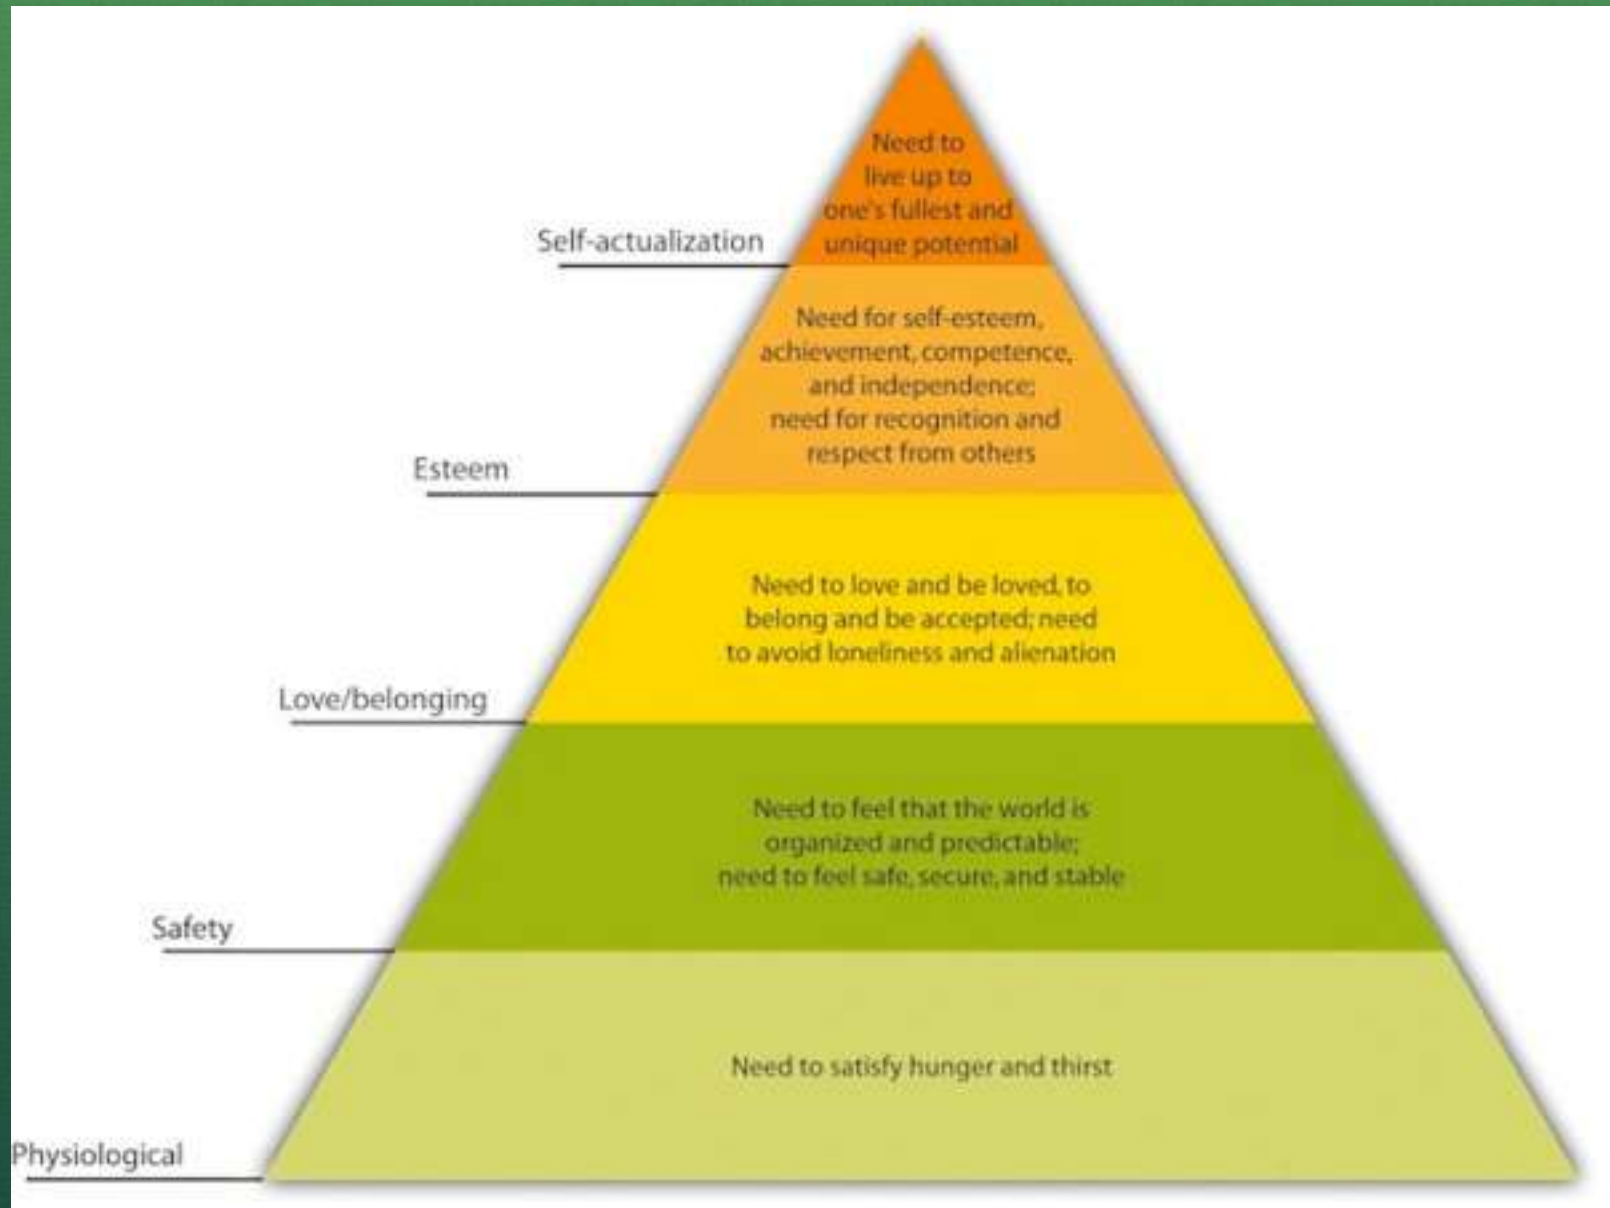 Need to
live up to
one's fullest and
unique potential
Self-actualization
Need for self-esteem,
achievement, competence,
and independence;
need for recognition and
respect from others
Esteem
Need to love and be loved, to
belong and be accepted; need
to avoid loneliness and alienation
Love/belonging
Need to feel that the world is
organized and predictable;
need to feel safe, secure, and stable
Safety
Need to satisfy hunger and thirst
Physiological